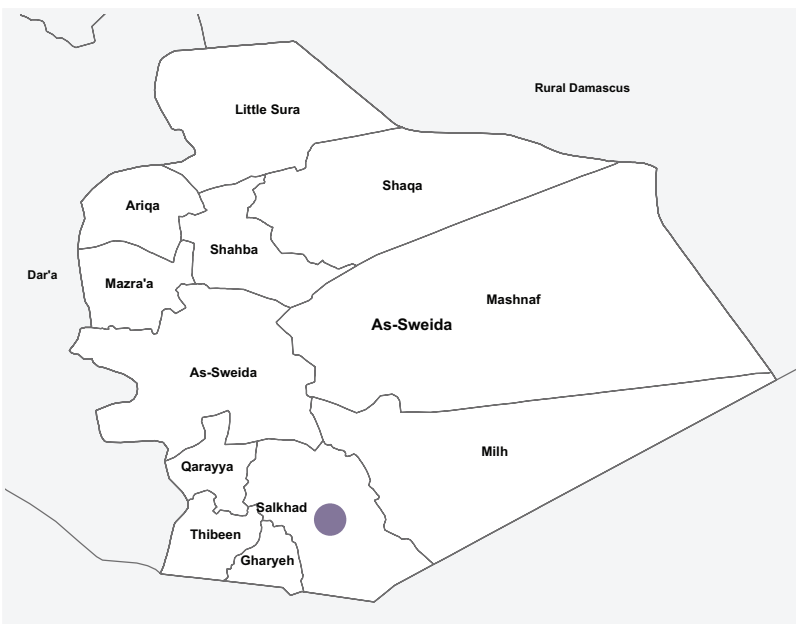 Rural Damascus
Little Sura
Shaqa
Ariqa
Shahba
Dar'a
Mazra'a
Mashnaf
As-Sweida
As-Sweida
Milh
Qarayya
Salkhad
Thibeen
Gharyeh